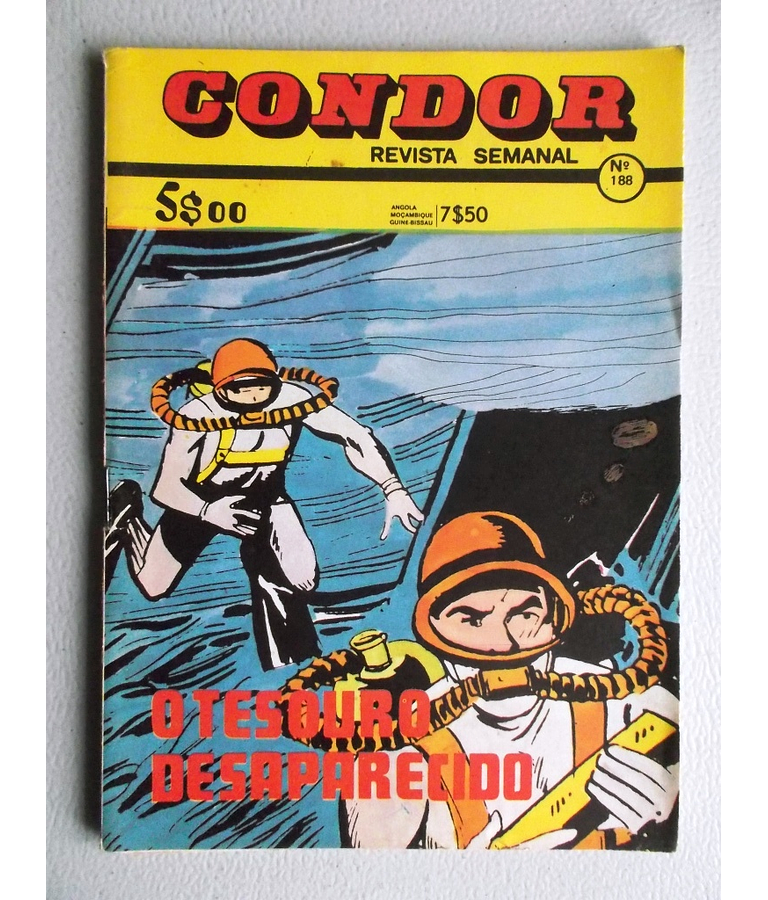 CONDOR
REVISTA SEMANAL
Nº
188
5$00
ANGOLA
MOÇAMBIQUE
GUINÉ-BISSAU
7$50
O TESOURO
DESAPARECIDO